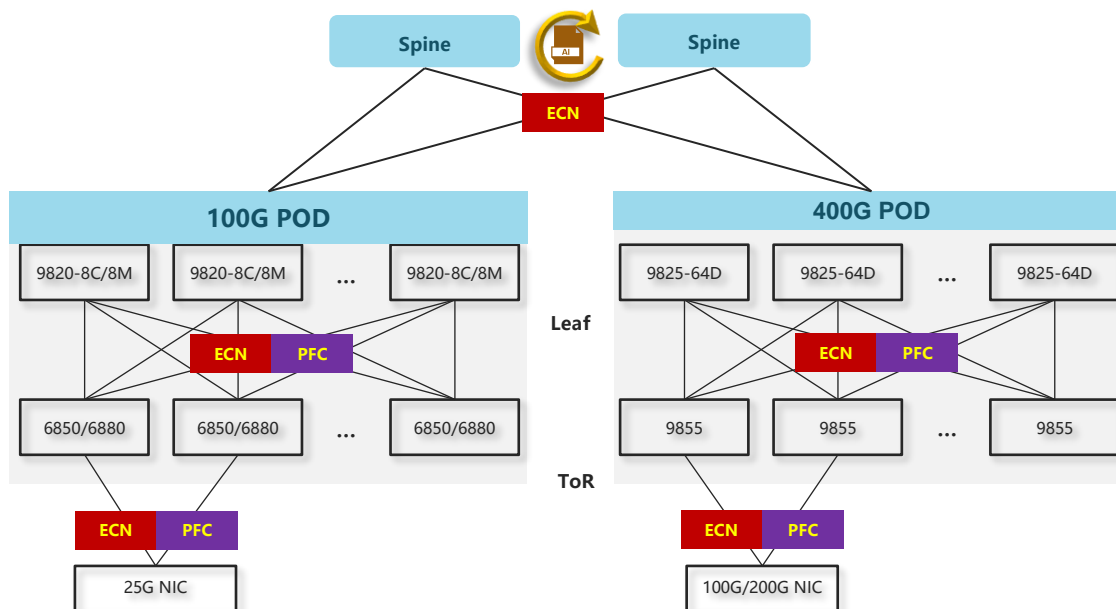 Spine
AI
Spine
ECN
100G POD
400G POD
9820-8C/8M
9820-8C/8M
...
9820-8C/8M
9825-64D
9825-64D
...
9825-64D
Leaf
ECN
PFC
ECN
PFC
6850/6880
6850/6880
...
6850/6880
9855
9855
...
9855
ToR
ECN
PFC
ECN
PFC
25G NIC
100G/200G NIC